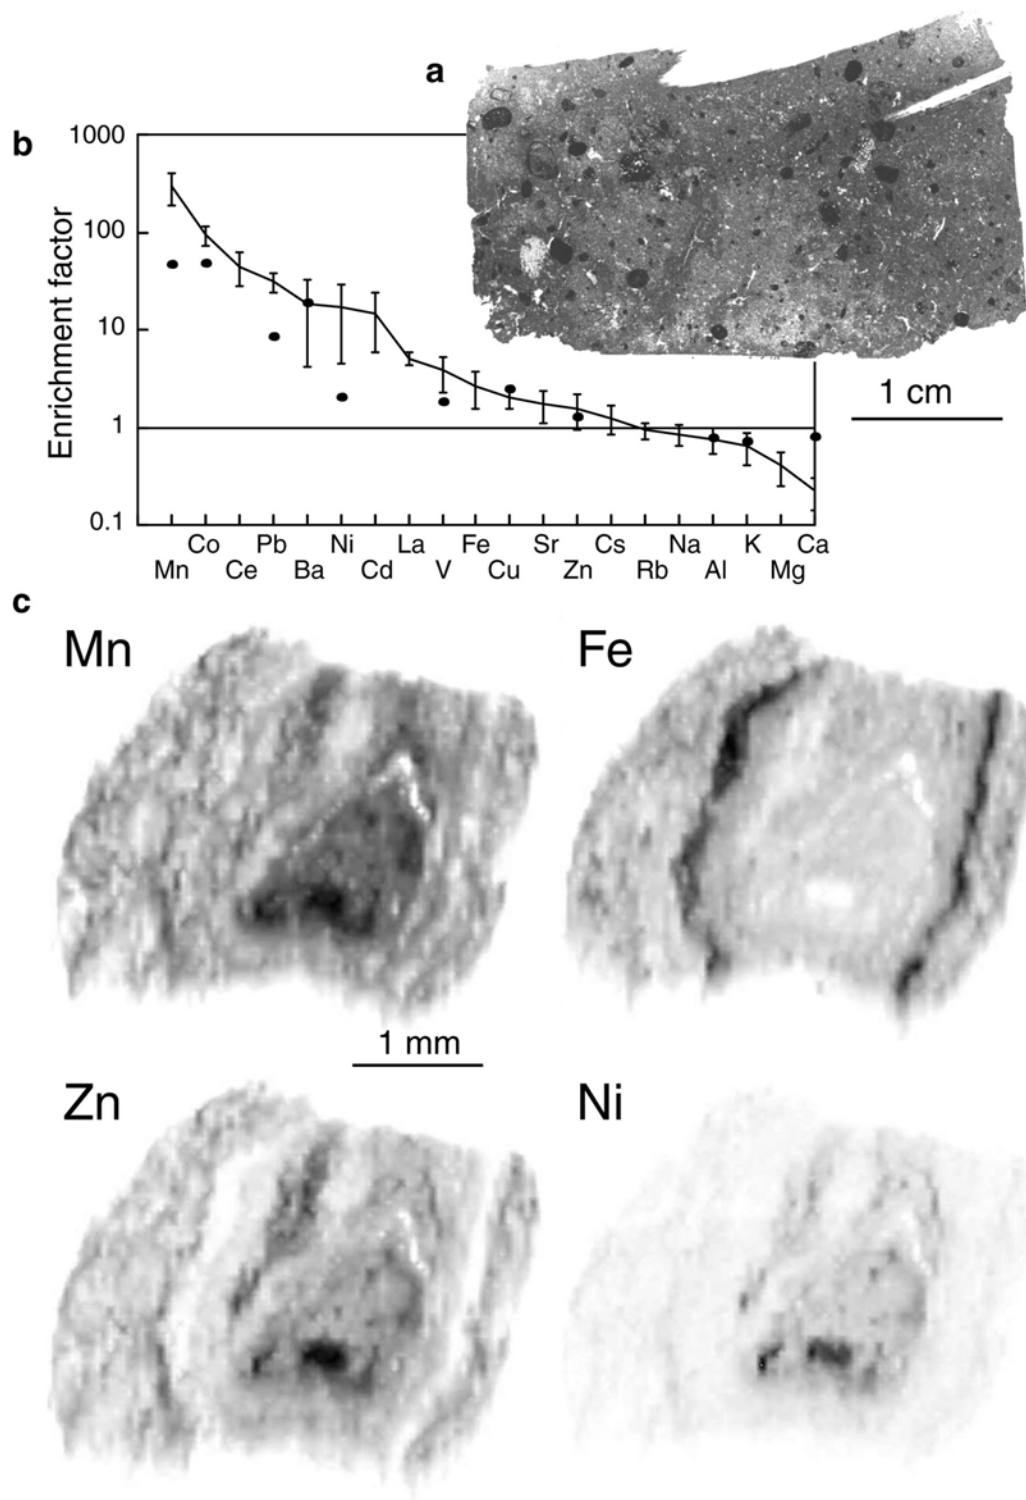 a
b
1000
100
10
1
0.1
Enrichment factor
1 cm
Co Pb Ni La Fe Sr Cs Na K Ca
Mn Ce Ba Cd V Cu Zn Rb Al Mg
c
Mn Fe
1 mm
Zn Ni